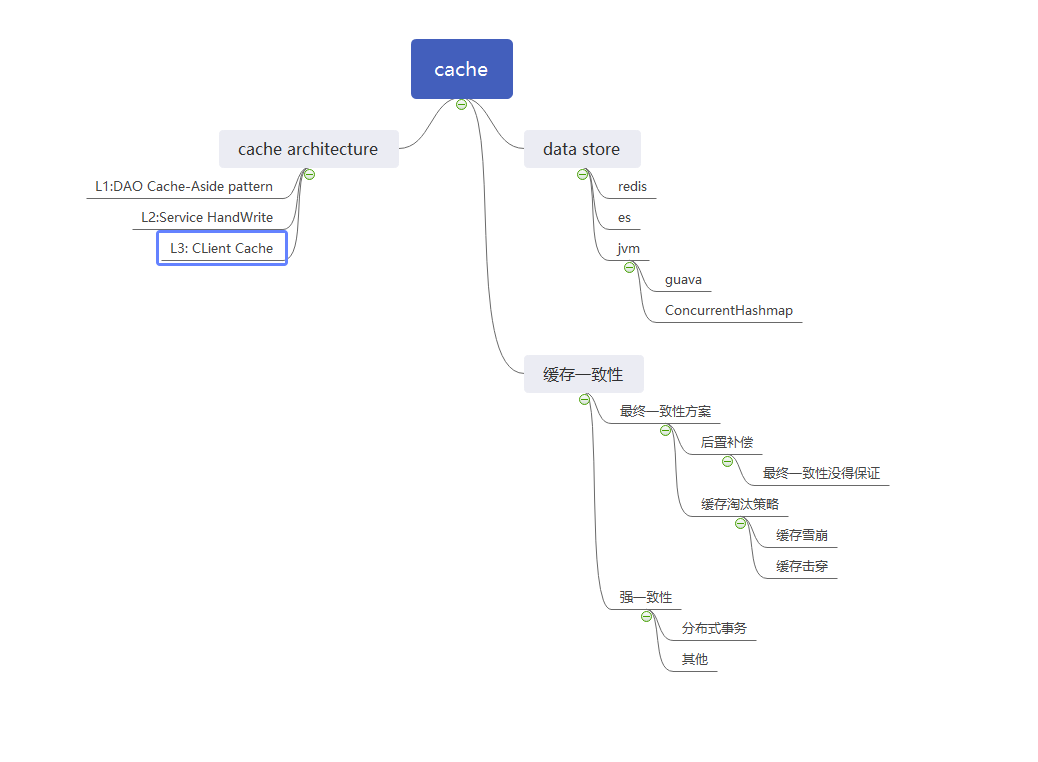 cache
cache architecture
L1:DAO Cache-Aside pattern
L2:Service HandWrite
L3: CLient Cache
data store
redis
es
jvm
guava
ConcurrentHashmap
缓存一致性
最终一致性方案
后置补偿
最终一致性没得保证
缓存淘汰策略
缓存雪崩
缓存击穿
强一致性
分布式事务
其他